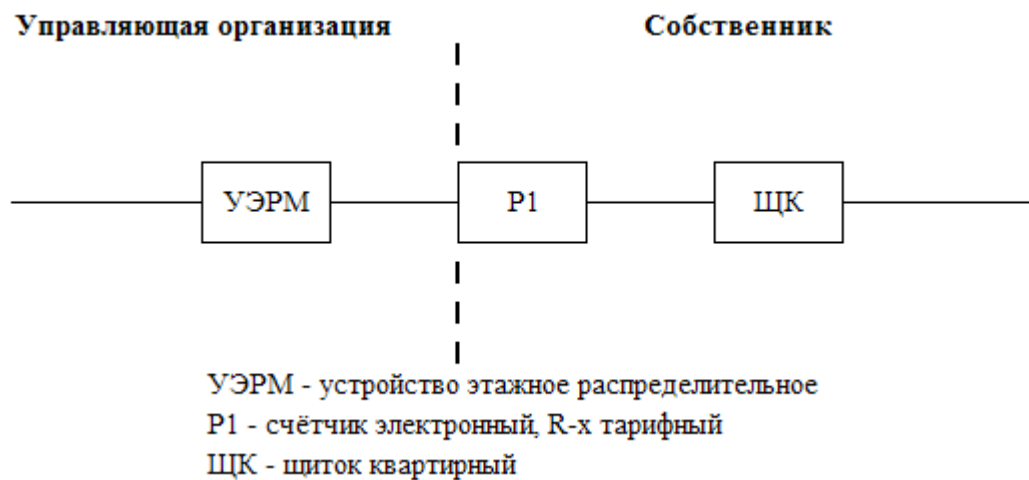 Управляющая организация
Собственник
УЭРМ
Р1
ЩК
УЭРМ - устройство этажное распределительное
Р1 - счётчик электронный, R-х тарифный
ЩК - щиток квартирный